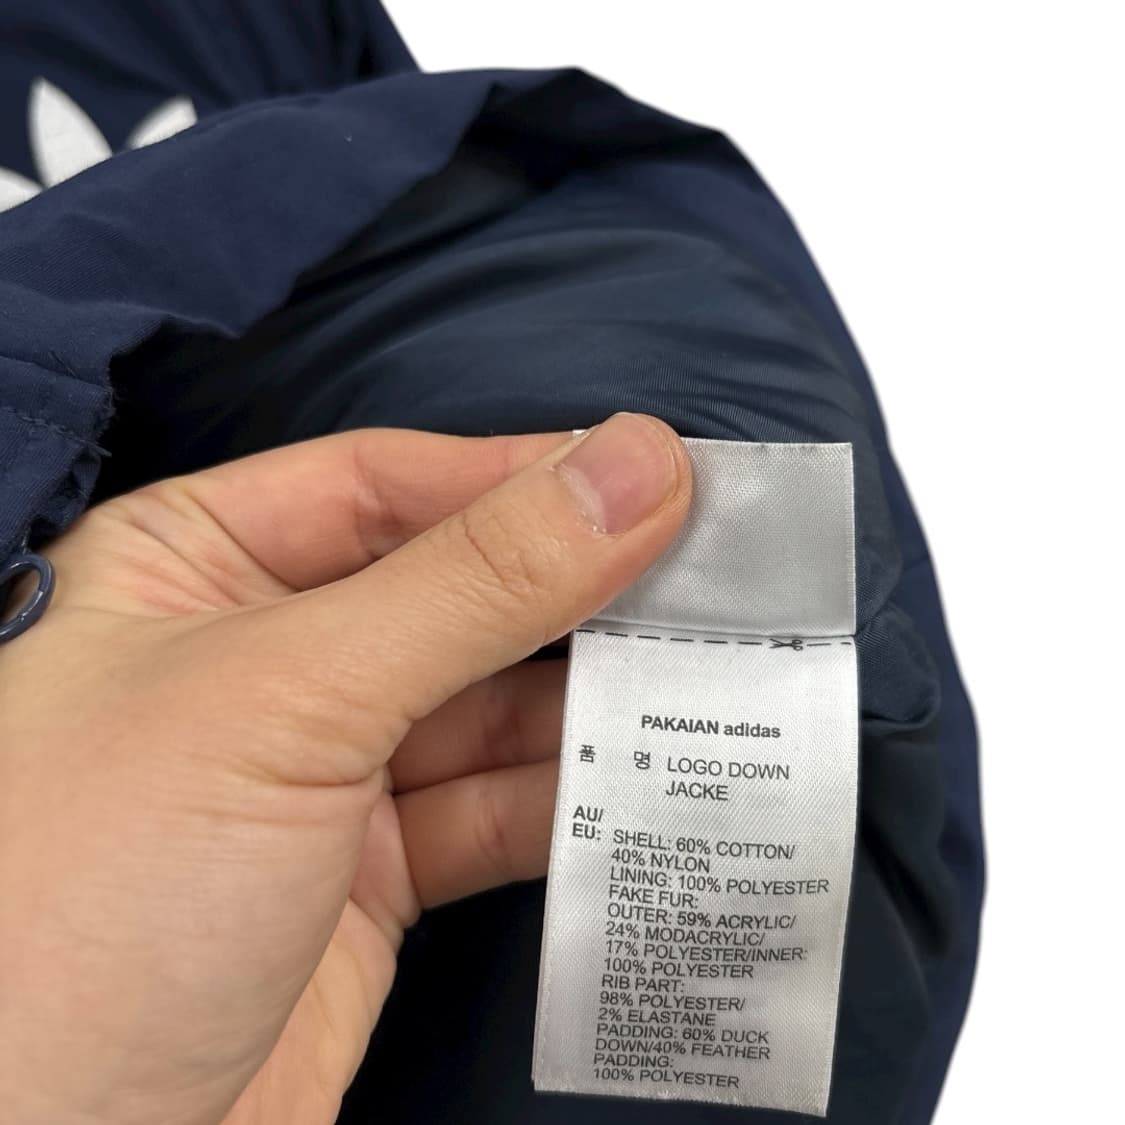 PAKAIAN adidas
품 명 LOGO DOWN
JACKE
AU/
EU: SHELL: 60% COTTON/
40% NYLON
LINING: 100% POLYESTER
FAKE FUR:
OUTER: 59% ACRYLIC/
24% MODACRYLIC/
17% POLYESTER/INNER:
100% POLYESTER
RIB PART:
98% POLYESTER/
2% ELASTANE
PADDING: 60% DUCK
DOWN/40% FEATHER
PADDING:
100% POLYESTER